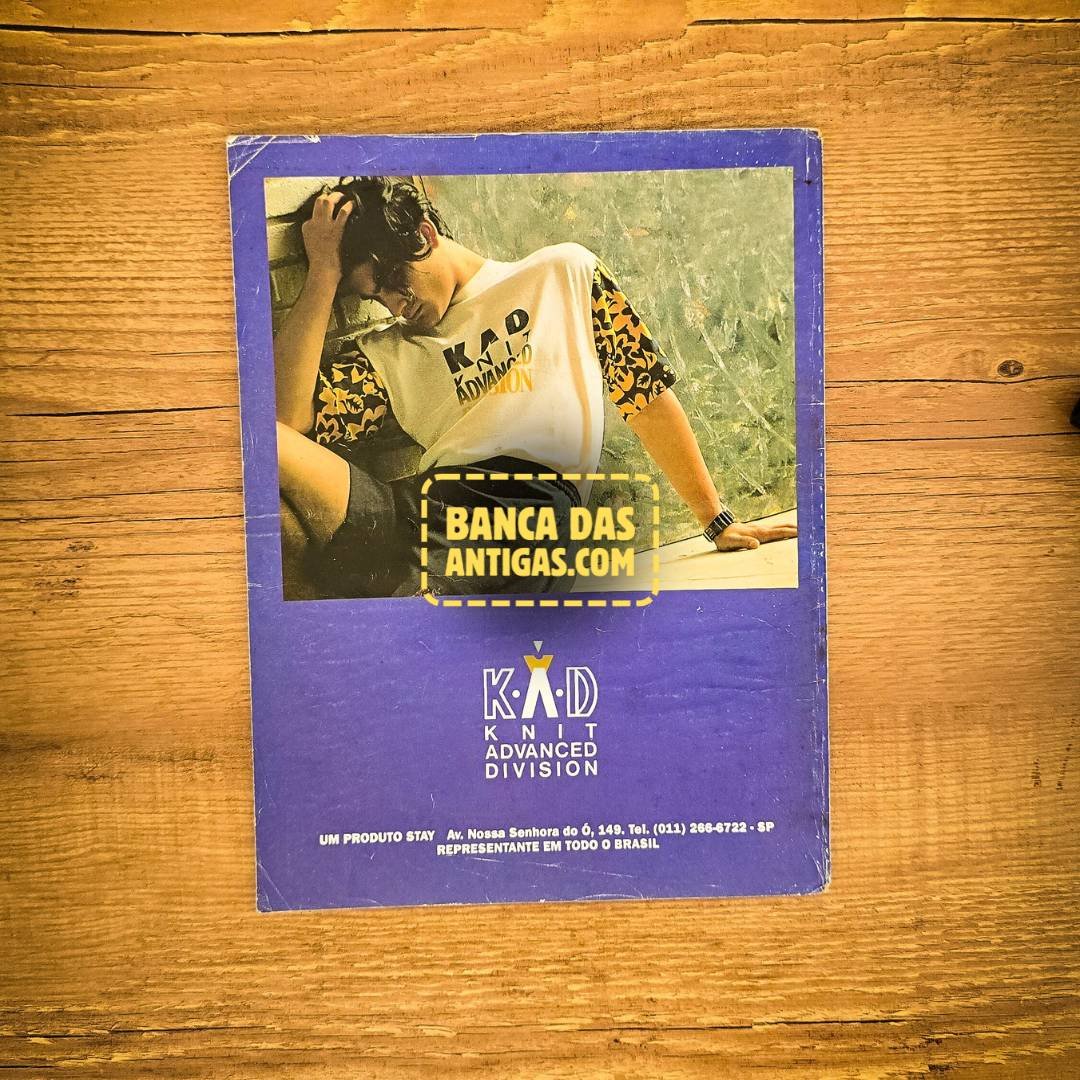 KAD
KNIT
ADVANCED
DIVISION
BANCA DAS
ANTIGAS.COM
K·A·D
KNIT
ADVANCED
DIVISION
UM PRODUTO STAY Av. Nossa Senhora do Ó, 149. Tel. (011) 266-6722 - SP
REPRESENTANTE EM TODO O BRASIL